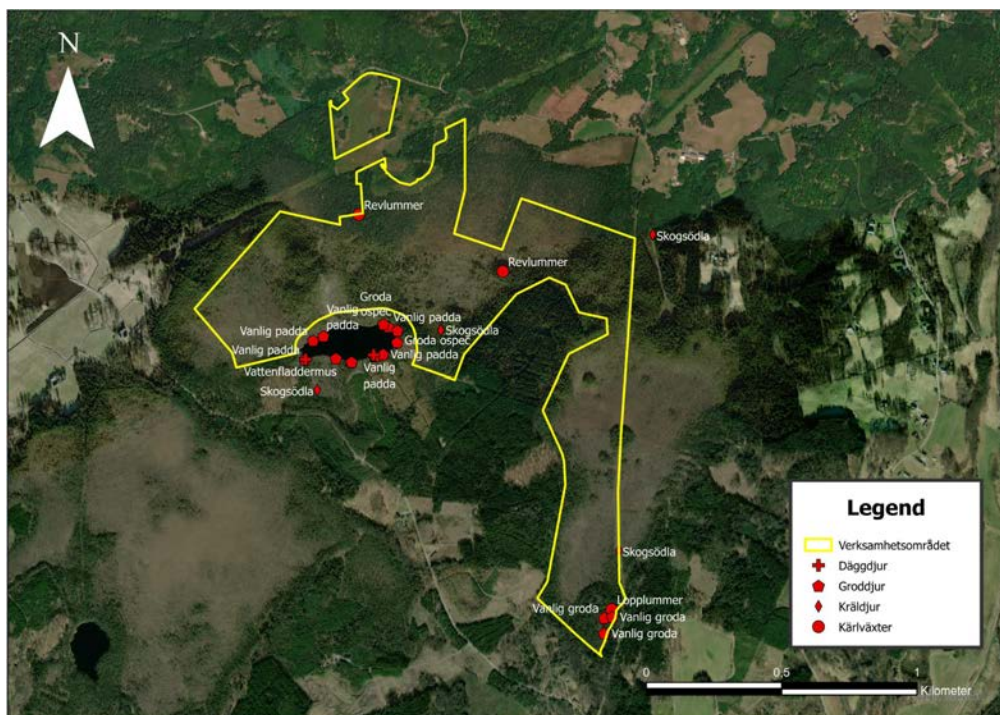 N
Revlummer
Skogsödla
Revlummer
Groda
Vanlig ospec
padda
Vanlig padda
Vanlig padda
Skogsödla
Groda ospec
Vanlig padda
Vanlig padda
Vattenfladdermus
Vanlig
padda
Skogsödla
Skogsödla
Lopplummer
Vanlig groda
Vanlig groda
Vanlig groda
Legend
Verksamhetsområdet
Däggdjur
Groddjur
Kräldjur
Kärlväxter
0 0.5 1
Kilometer